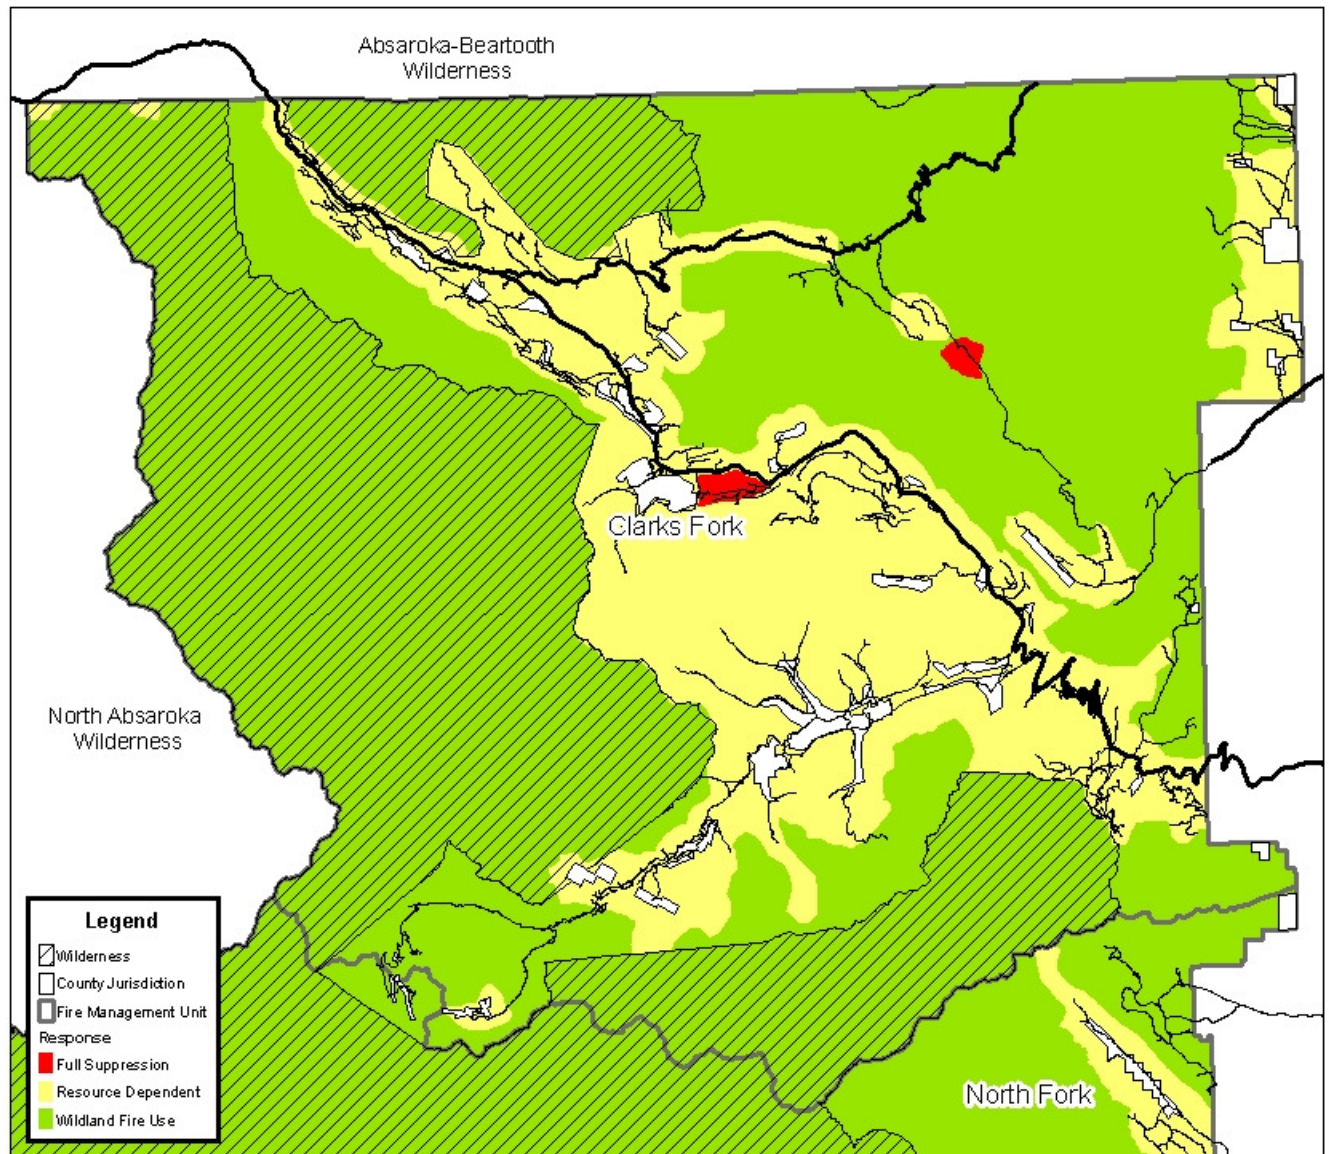 Absaroka-Beartooth
Wilderness
Clarks Fork
North Absaroka
Wilderness
North Fork
Legend
Wilderness
County Jurisdiction
Fire Management Unit
Response
Full Suppression
Resource Dependent
Wildland Fire Use